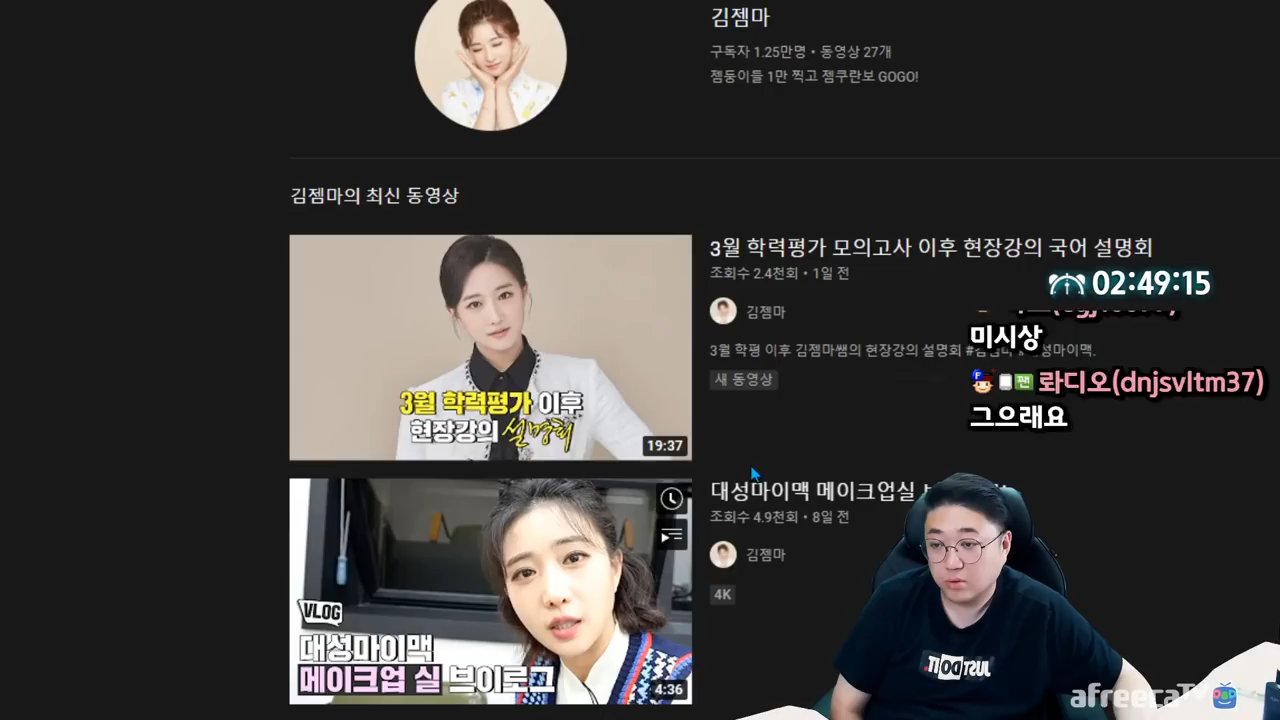 김젬마
구독자 1.25만명 • 동영상 27개
젬둥이들 1만 찍고 젬쿠란보 GOGO!
김젬마의 최신 동영상
3월 학력평가 이후
현장강의 설명회
19:37
3월 학력평가 모의고사 이후 현장강의 국어 설명회
조회수 2.4천회 • 1일 전
02:49:15
김젬마
미시상
3월 학평 이후 김젬마쌤의 현장강의 설명회
새 동영상
롸디오(dnjsvltm37)
그으래요
VLOG
대성마이맥
메이크업 실 브이로그
4:36
대성마이맥 메이크업실
조회수 4.9천회 • 8일 전
김젬마
4K
JUST DO IT.
afreecaTV